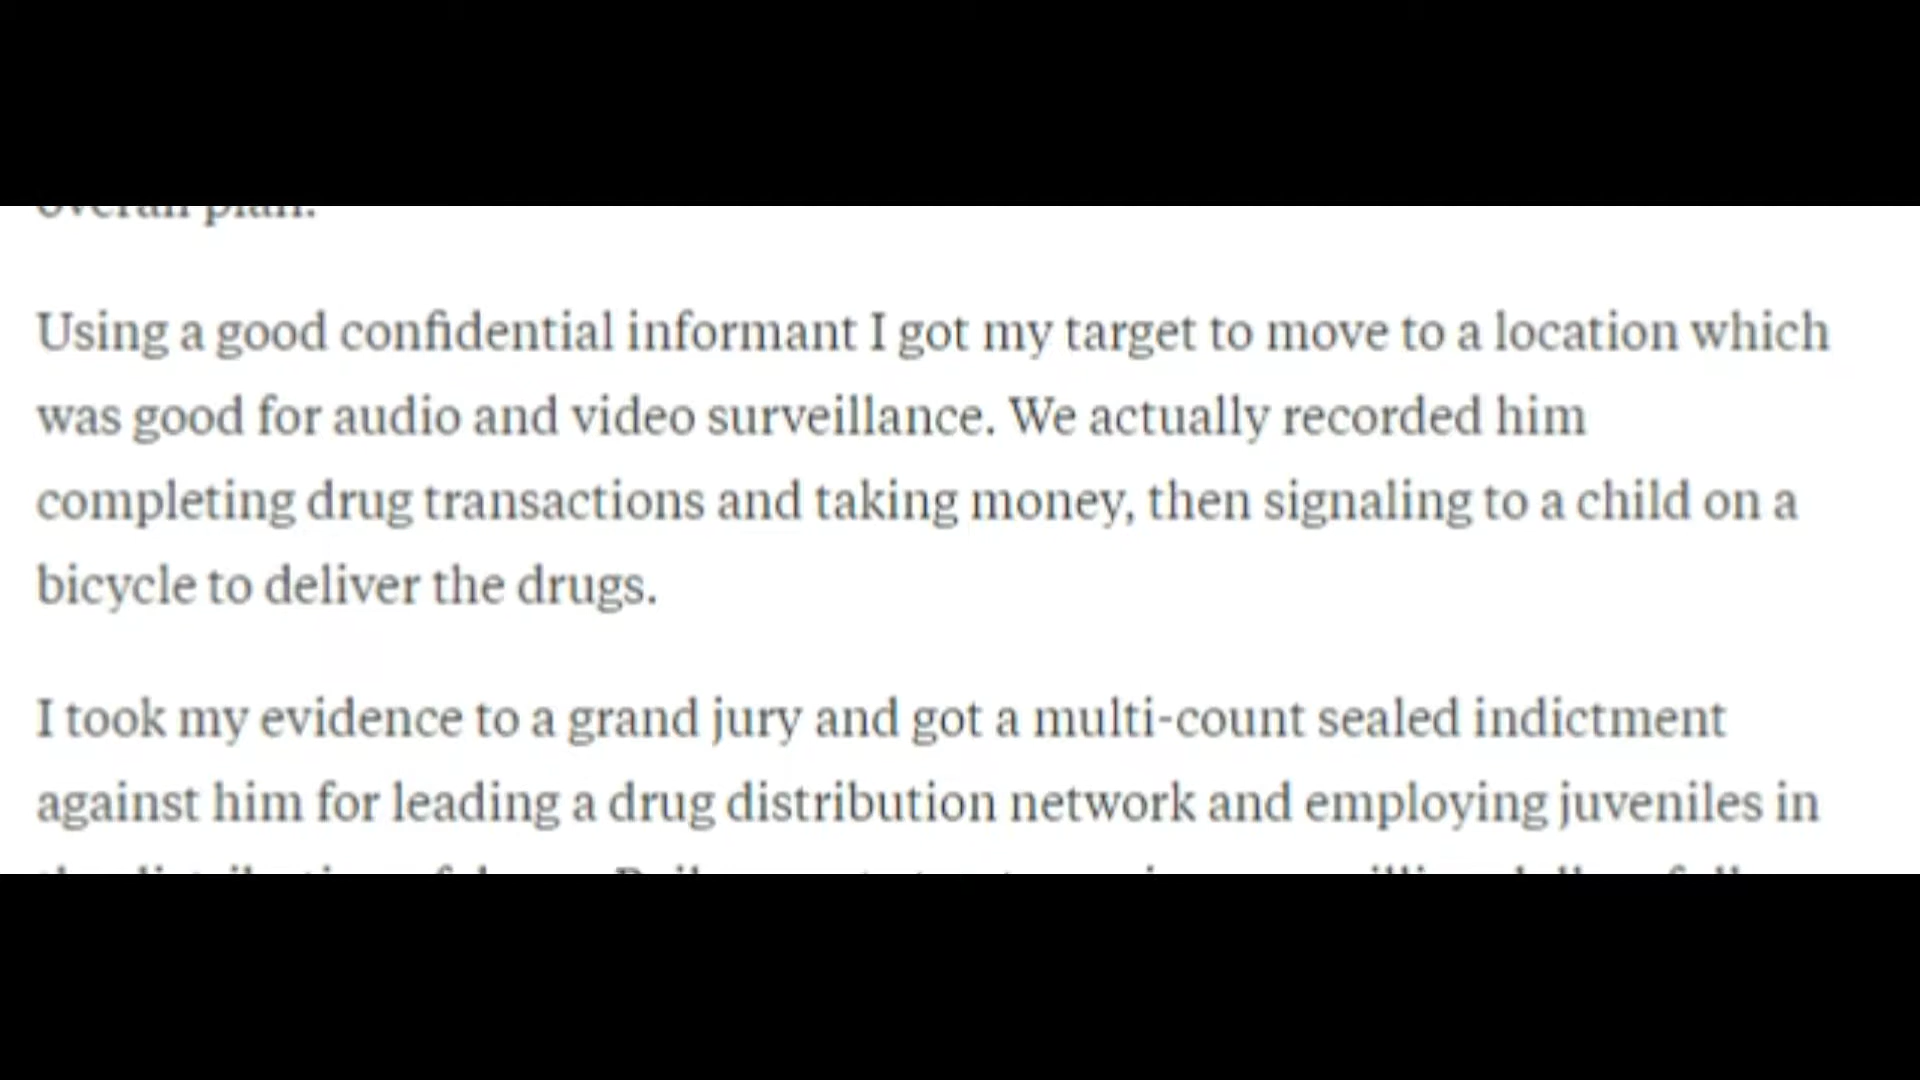 overall plan.
Using a good confidential informant I got my target to move to a location which
was good for audio and video surveillance. We actually recorded him
completing drug transactions and taking money, then signaling to a child on a
bicycle to deliver the drugs.
I took my evidence to a grand jury and got a multi-count sealed indictment
against him for leading a drug distribution network and employing juveniles in